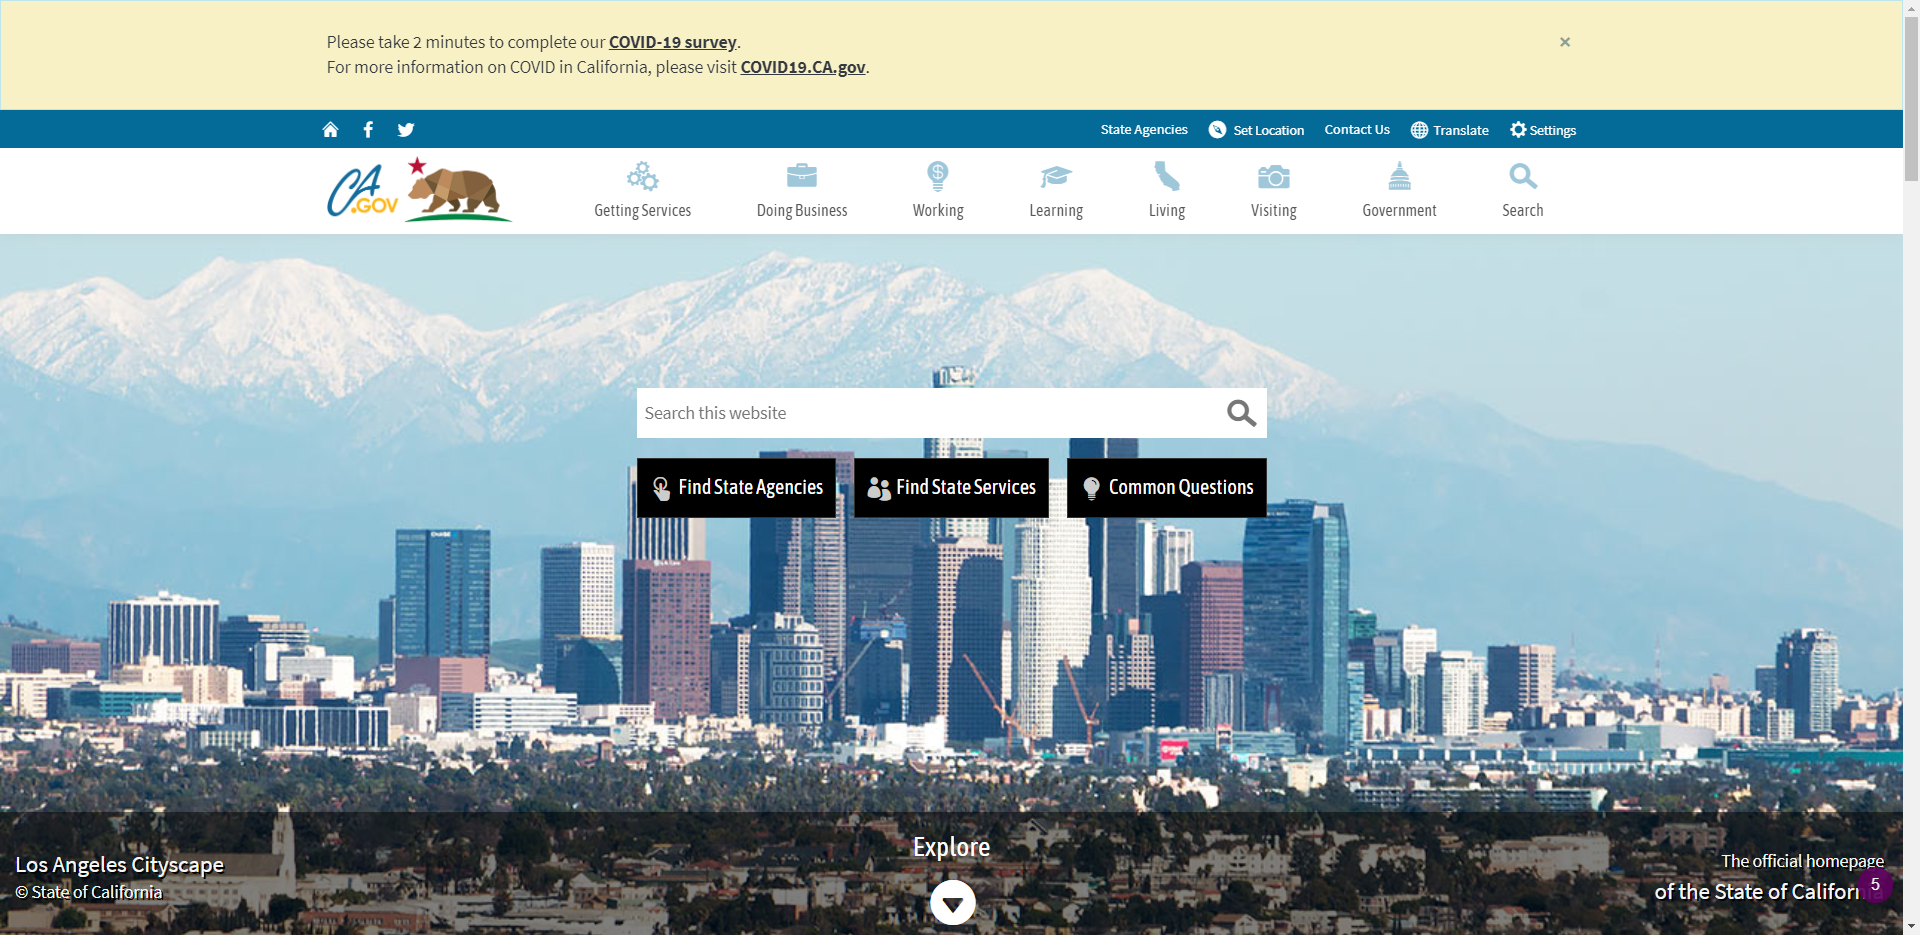 Please take 2 minutes to complete our COVID-19 survey.
For more information on COVID in California, please visit COVID19.CA.gov.
×
State Agencies
Set Location
Contact Us
Translate
Settings
CA.GOV
Getting Services
Doing Business
Working
Learning
Living
Visiting
Government
Search
Search this website
Find State Agencies
Find State Services
Common Questions
Explore
Los Angeles Cityscape
© State of California
The official homepage
of the State of California
5